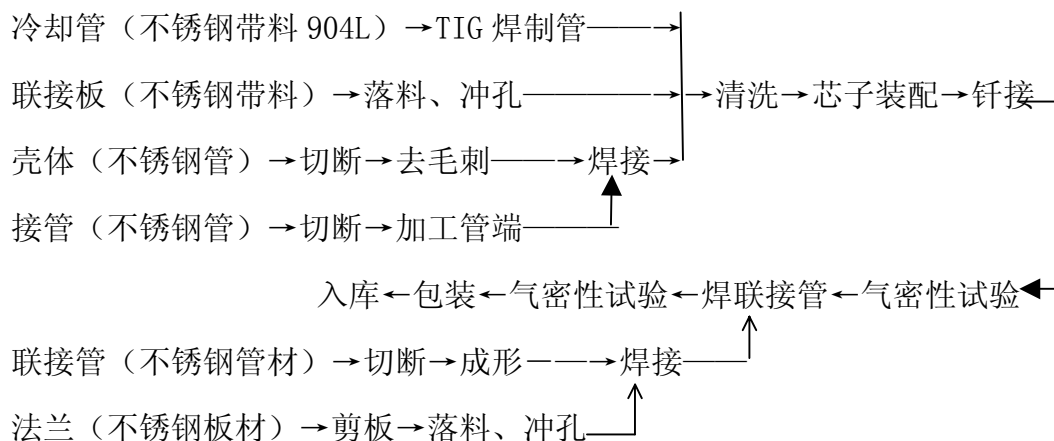 冷却管（不锈钢带料 904L）→TIG 焊制管——→
联接板（不锈钢带料）→落料、冲孔————→→清洗→芯子装配→钎接
壳体（不锈钢管）→切断→去毛刺——→焊接→
接管（不锈钢管）→切断→加工管端———
入库←包装←气密性试验←焊联接管←气密性试验
联接管（不锈钢管材）→切断→成形-—→焊接——
法兰（不锈钢板材）→剪板→落料、冲孔